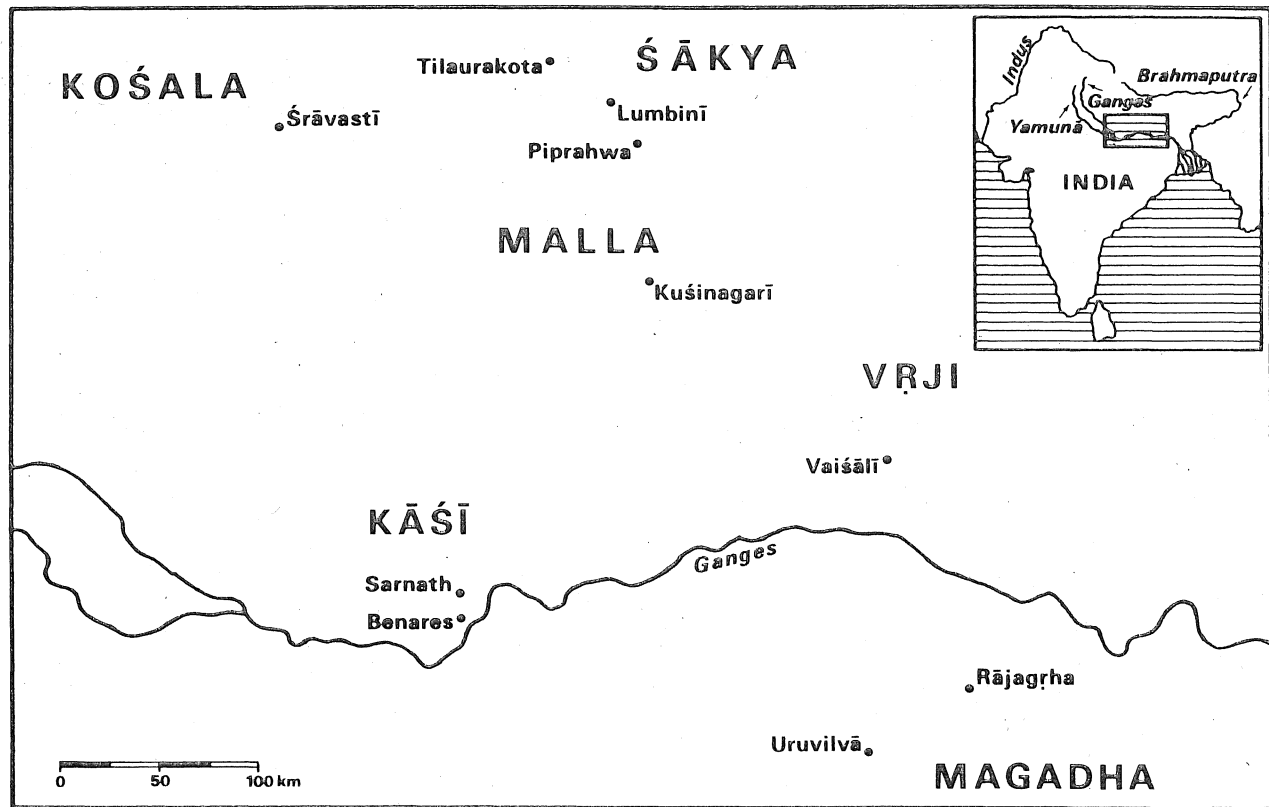 KOŚALA
Śrāvastī
Tilaurakota
ŚĀKYA
Lumbinī
Piprahwa
MALLA
Kuśinagarī
VṚJI
Vaiśālī
KĀŚĪ
Ganges
Sarnath
Benares
Rājagṛha
Uruvilvā
MAGADHA
0 50 100 km
Indus
Brahmaputra
Ganges
Yamunā
INDIA